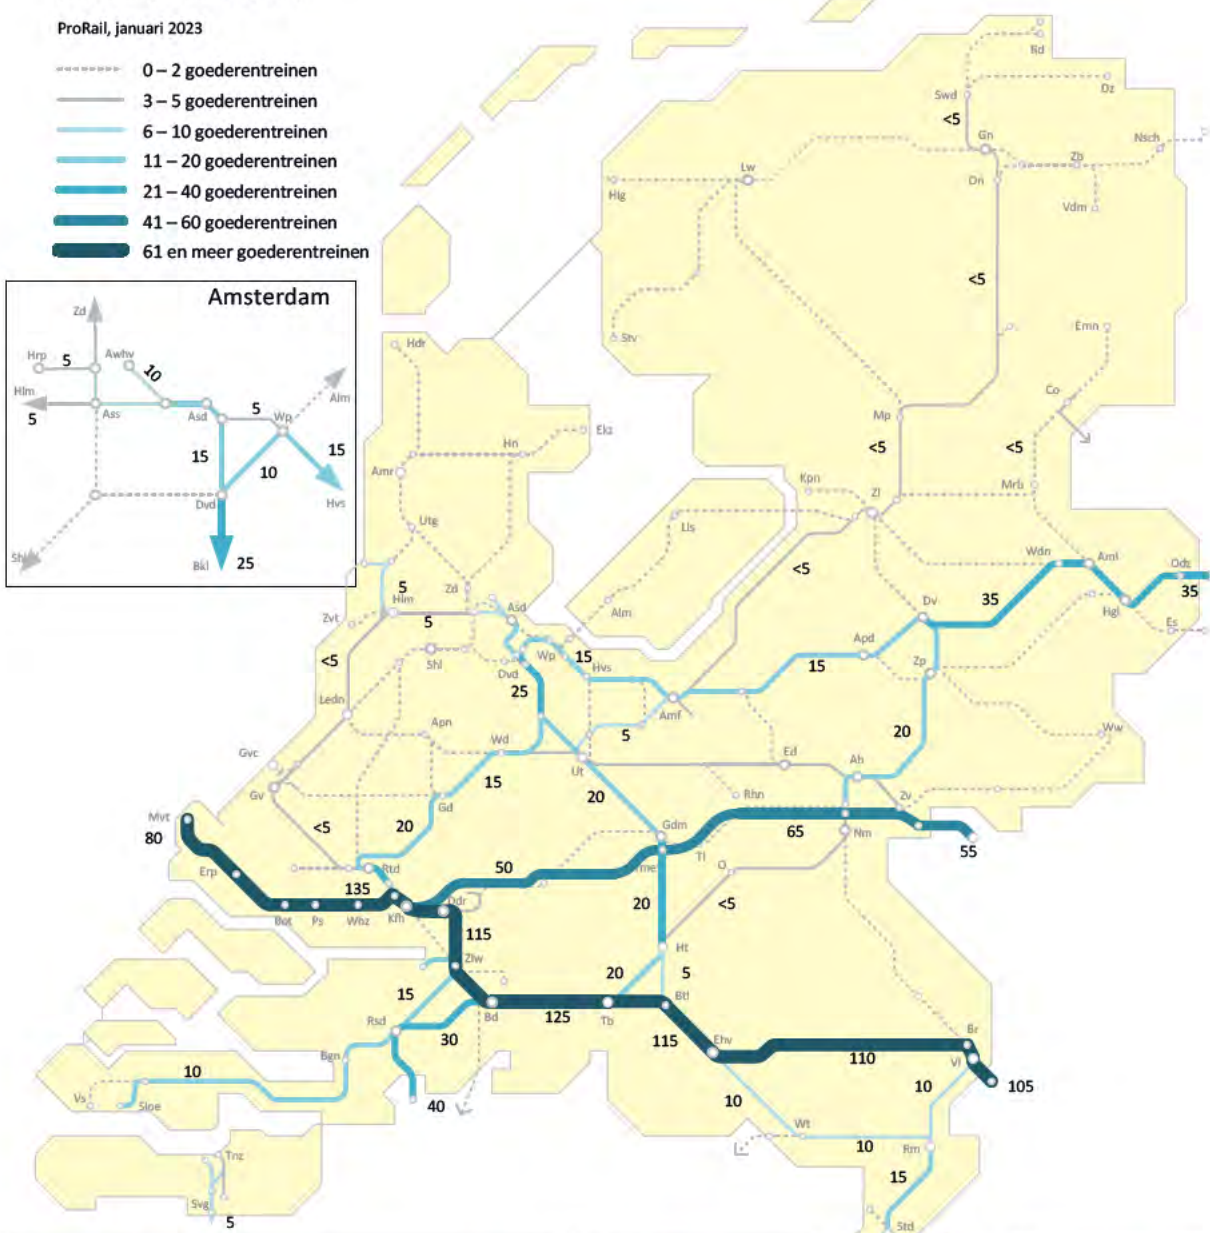 ProRail, januari 2023
0 – 2 goederentreinen
3 – 5 goederentreinen
6 – 10 goederentreinen
11 – 20 goederentreinen
21 – 40 goederentreinen
41 – 60 goederentreinen
61 en meer goederentreinen
Amsterdam
Zd
Hrp
5
Awhv
10
Hlm
5
Ass
Asd
5
Wp
Alm
15
15
10
Hvs
Dvd
Bkl
25
Rd
Swd
Dz
<5
Gn
Nsch
Zb
Lw
Hlg
Dn
Vdm
<5
Stv
Emn
Hdr
Co
Mp
Hn
Ekz
<5
<5
Amr
Kpn
Zl
Mrb
Utg
Lls
Wdn
Aml
Odz
<5
5
Zd
35
35
Hlm
Asd
Alm
Dv
Hgl
Zvt
5
Es
Apd
Shl
Wp
15
Hvs
15
Zp
<5
Dvd
25
Ledn
Amf
Apn
5
20
Ww
Wd
Gvc
Ut
Ed
Ah
Gv
15
20
Rhn
Zv
Gd
Mvt
80
<5
20
Gdm
65
Nm
55
Tl
Erp
Rtd
50
O
135
20
<5
Bot
Ps
Wbz
Kfh
Ddr
115
Ht
Zlw
20
5
15
Btl
Rsd
Bd
125
Tb
30
115
Ehv
Br
Bgn
110
Vl
10
10
105
Vs
Sloe
40
10
Wt
10
Rm
Tnz
15
Svg
5
Std